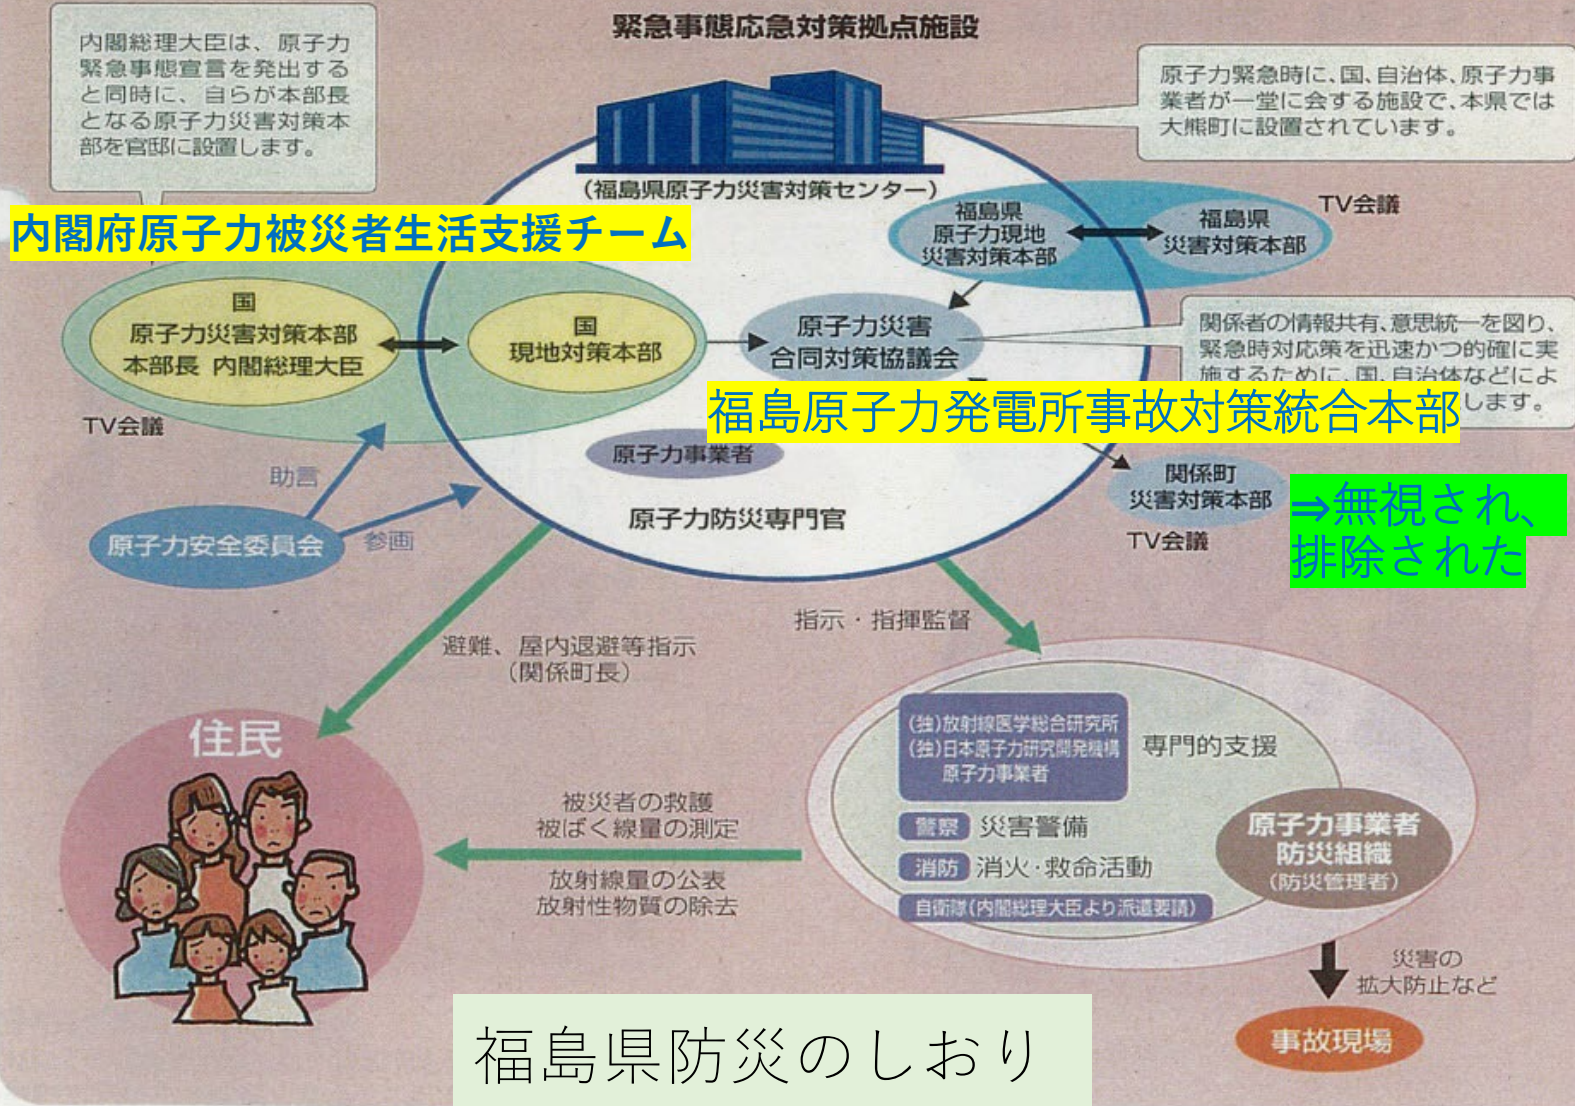 緊急事態応急対策拠点施設
内閣総理大臣は、原子力
緊急事態宣言を発出する
と同時に、自らが本部長
となる原子力災害対策本
部を官邸に設置します。
原子力緊急時に、国、自治体、原子力事
業者が一堂に会する施設で、本県では
大熊町に設置されています。
(福島県原子力災害対策センター)
内閣府原子力被災者生活支援チーム
福島県
原子力現地
災害対策本部
福島県
災害対策本部
TV会議
国
原子力災害対策本部
本部長 内閣総理大臣
国
現地対策本部
原子力災害
合同対策協議会
関係者の情報共有、意思統一を図り、
緊急時対応策を迅速かつ的確に実
施するために、国、自治体などによ
します。
TV会議
福島原子力発電所事故対策統合本部
原子力事業者
助言
関係町
災害対策本部
TV会議
⇒無視され、
排除された
原子力安全委員会
参画
原子力防災専門官
避難、屋内退避等指示
(関係町長)
指示・指揮監督
住民
(独)放射線医学総合研究所
(独)日本原子力研究開発機構
原子力事業者
専門的支援
被災者の救護
被ばく線量の測定
放射線量の公表
放射性物質の除去
警察 災害警備
消防 消火・救命活動
自衛隊(内閣総理大臣より派遣要請)
原子力事業者
防災組織
(防災管理者)
災害の
拡大防止など
事故現場
福島県防災のしおり